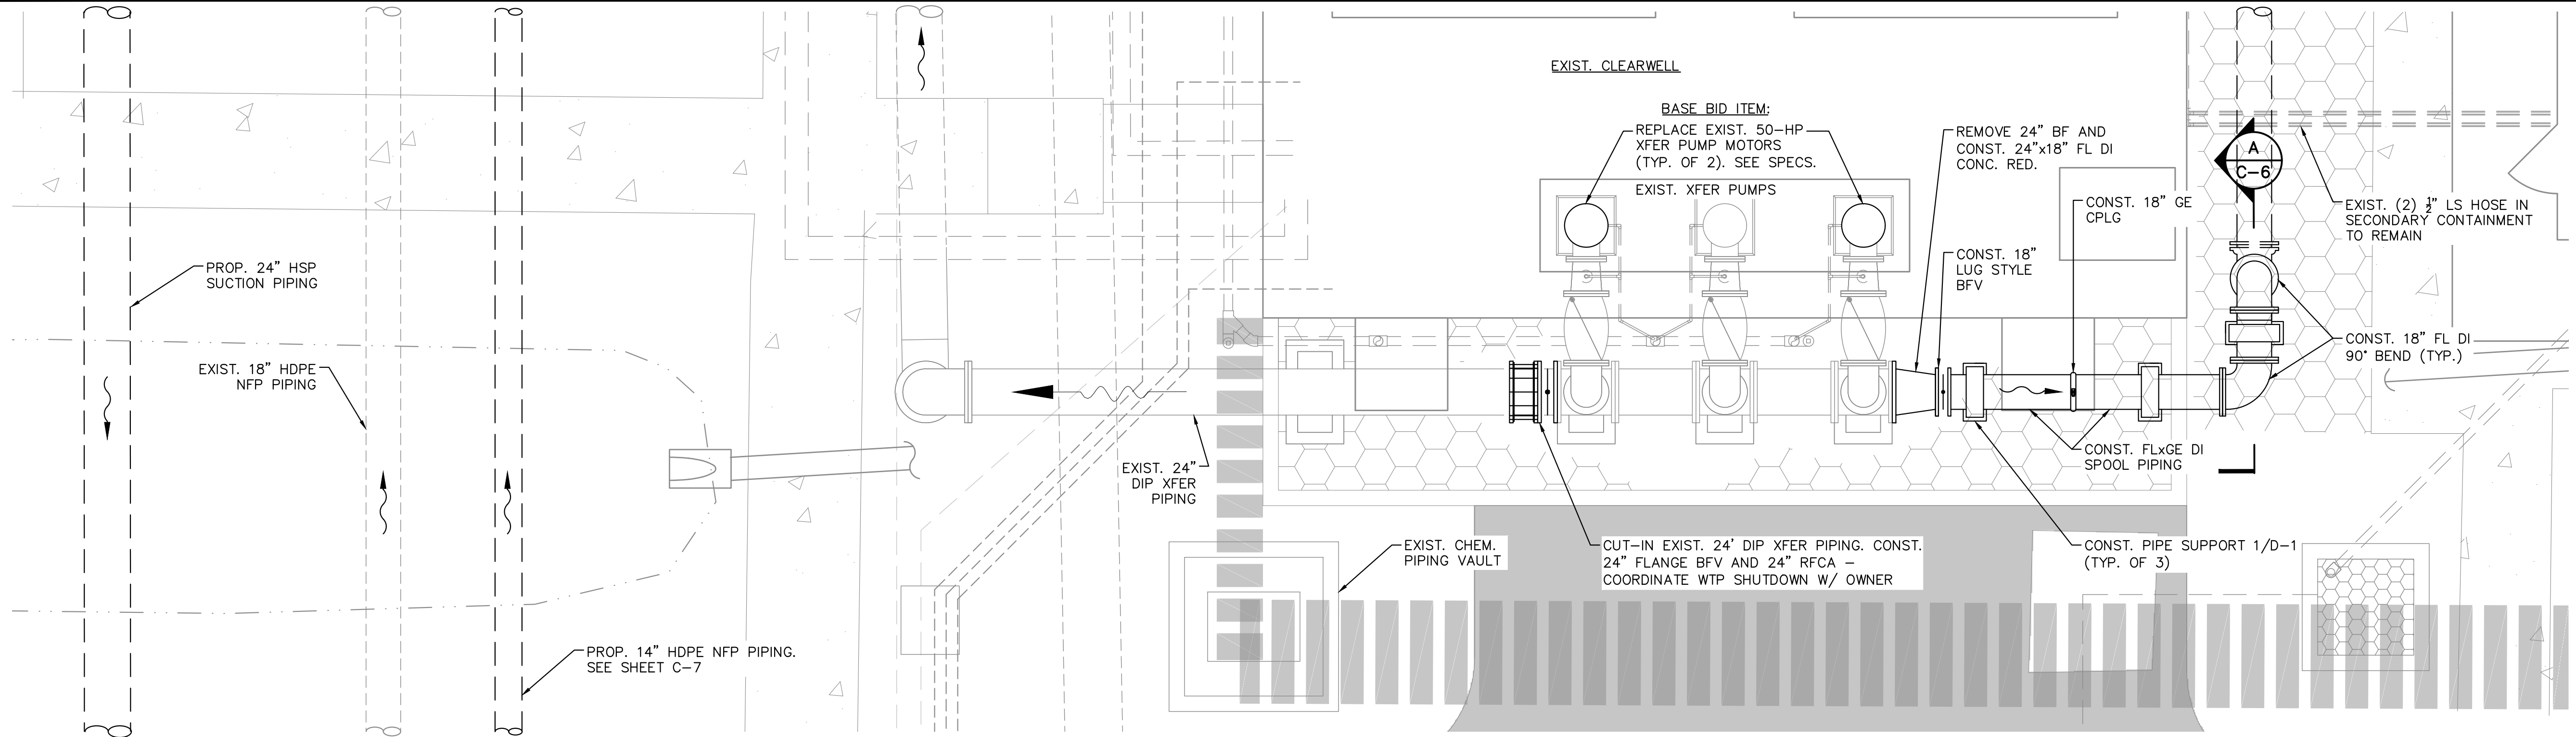 EXIST. CLEARWELL
BASE BID ITEM:
REPLACE EXIST. 50-HP
XFER PUMP MOTORS
(TYP. OF 2). SEE SPECS.
EXIST. XFER PUMPS
REMOVE 24" BF AND
CONST. 24"x18" FL DI
CONC. RED.
A
C-6
CONST. 18" GE
CPLG
EXIST. (2) ½" LS HOSE IN
SECONDARY CONTAINMENT
TO REMAIN
CONST. 18"
LUG STYLE
BFV
PROP. 24" HSP
SUCTION PIPING
EXIST. 18" HDPE
NFP PIPING
CONST. 18" FL DI
90° BEND (TYP.)
EXIST. 24"
DIP XFER
PIPING
CONST. FLxGE DI
SPOOL PIPING
EXIST. CHEM.
PIPING VAULT
CUT-IN EXIST. 24' DIP XFER PIPING. CONST.
24" FLANGE BFV AND 24" RFCA -
COORDINATE WTP SHUTDOWN W/ OWNER
CONST. PIPE SUPPORT 1/D-1
(TYP. OF 3)
PROP. 14" HDPE NFP PIPING.
SEE SHEET C-7